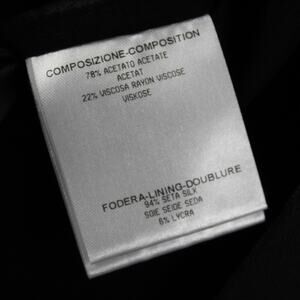 COMPOSIZIONE-COMPOSITION
78% ACETATO ACETATE
ACETAT
22% VISCOSA RAYON VISCOSE
VISKOSE
FODERA-LINING-DOUBLURE
94% SETA SILK
SOIE SEIDE SEDA
6% LYCRA